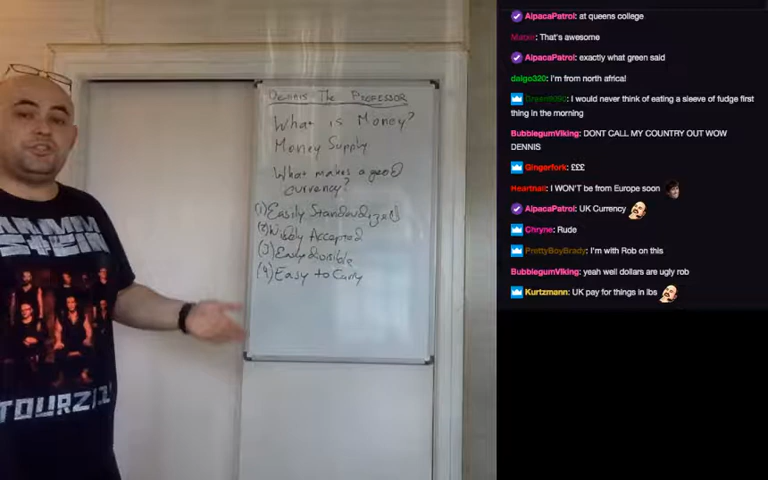 DENNIS THE PROFESSOR
What is Money?
Money Supply
What makes a good
currency?
(1) Easily Standardized
(2) Widely Accepted
(3) Easily divisible
(4) Easy to Carry
RAMM
STEIN
TOUR
AlpacaPatrol: at queens college
That's awesome
AlpacaPatrol: exactly what green said
daigo320: I'm from north africa!
I would never think of eating a sleeve of fudge first
thing in the morning
BubblegumViking: DONT CALL MY COUNTRY OUT WOW
DENNIS
Gingerfork: £££
Heartnait: I WON'T be from Europe soon
AlpacaPatrol: UK Currency
Chryne: Rude
PrettyBoyBrady: I'm with Rob on this
BubblegumViking: yeah well dollars are ugly rob
Kurtzmann: UK pay for things in lbs